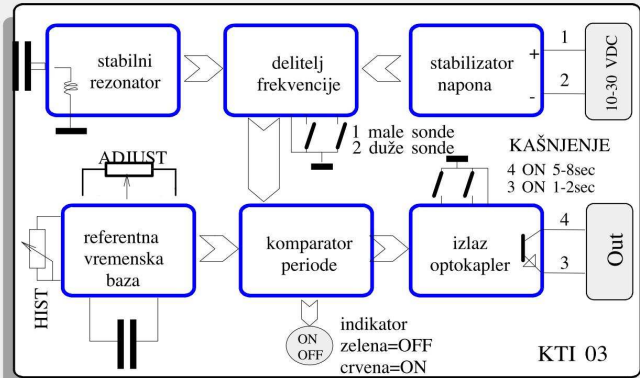 stabilni
rezonator
delitelj
frekvencije
stabilizator
napona
+
-
1
2
10-30 VDC
1 male sonde
2 duže sonde
KAŠNJENJE
4 ON 5-8sec
3 ON 1-2sec
ADJUST
HIST
referentna
vremenska
baza
komparator
periode
izlaz
optokapler
4
3
Out
ON
OFF
indikator
zelena=OFF
crvena=ON
KTI 03